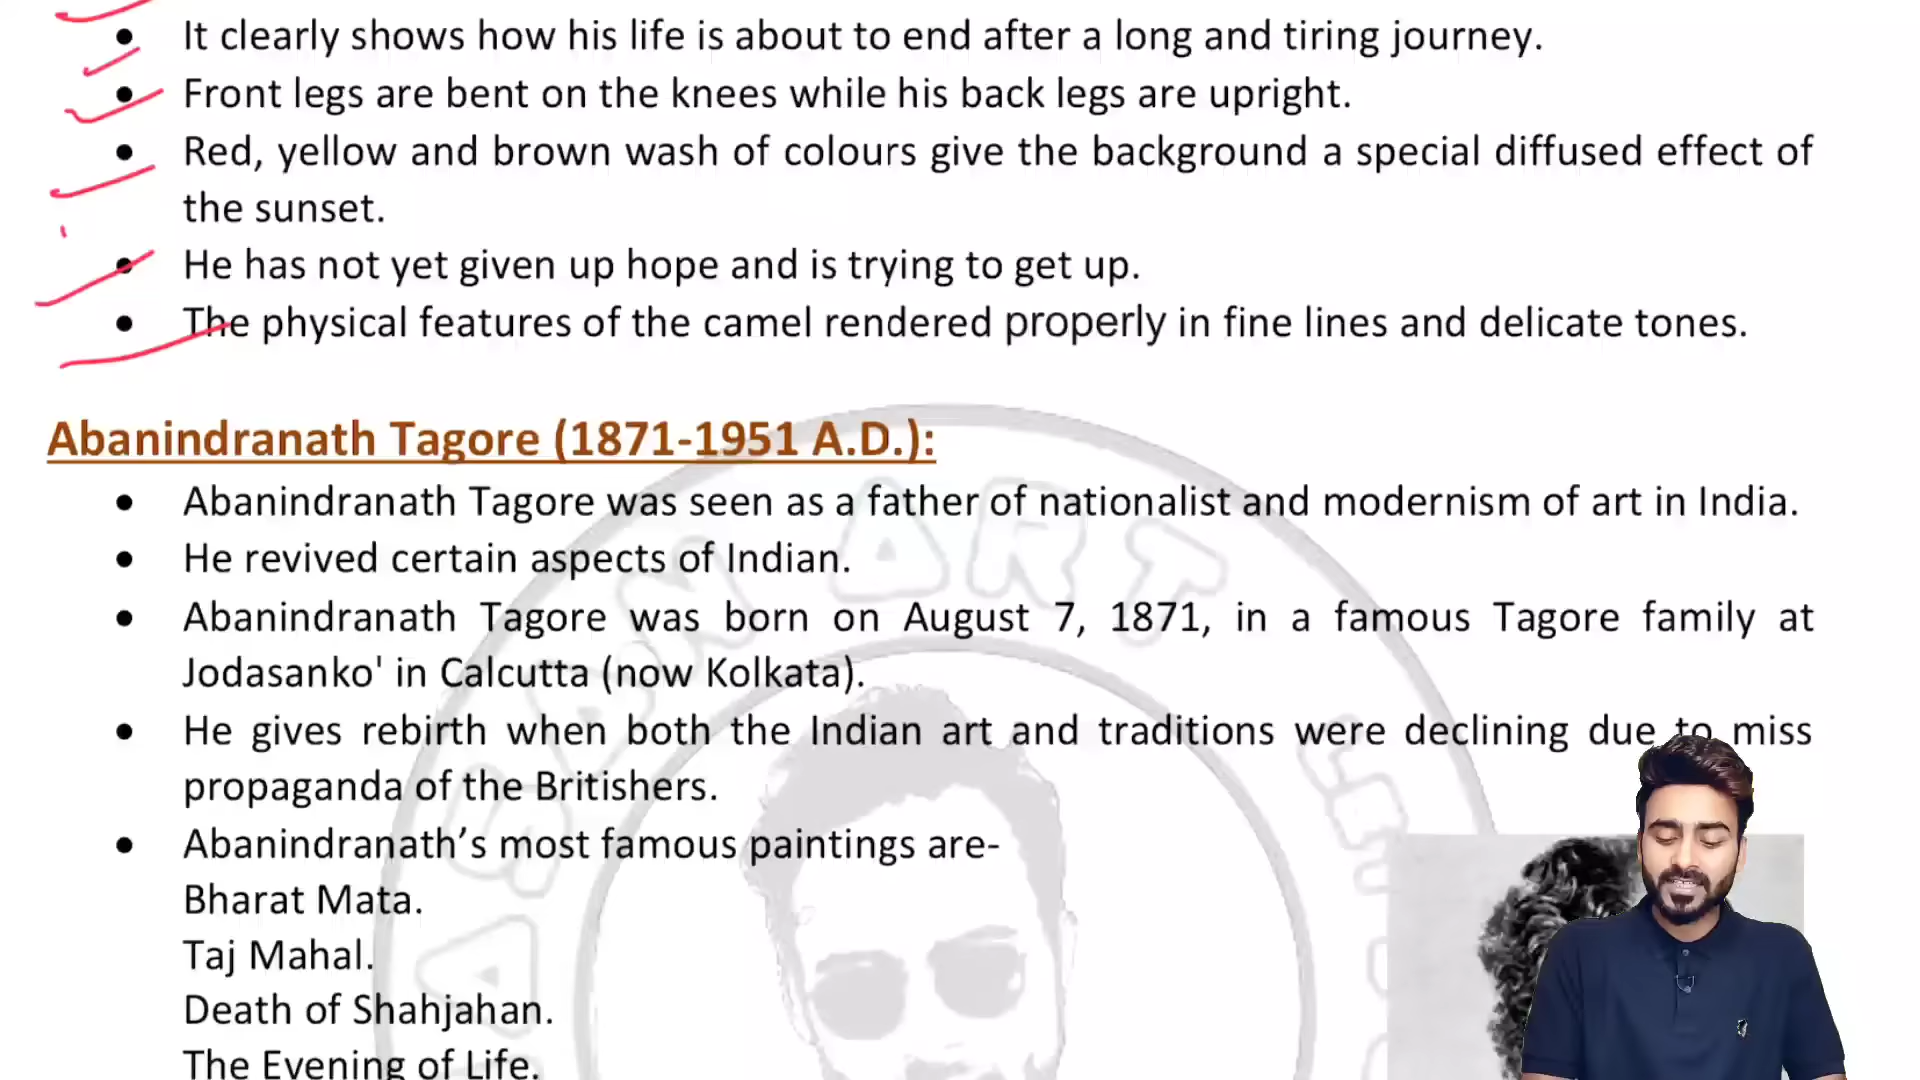 • It clearly shows how his life is about to end after a long and tiring journey.
• Front legs are bent on the knees while his back legs are upright.
• Red, yellow and brown wash of colours give the background a special diffused effect of
the sunset.
• He has not yet given up hope and is trying to get up.
• The physical features of the camel rendered properly in fine lines and delicate tones.
Abanindranath Tagore (1871-1951 A.D.):
• Abanindranath Tagore was seen as a father of nationalist and modernism of art in India.
• He revived certain aspects of Indian.
• Abanindranath Tagore was born on August 7, 1871, in a famous Tagore family at
Jodasanko' in Calcutta (now Kolkata).
• He gives rebirth when both the Indian art and traditions were declining due to miss
propaganda of the Britishers.
• Abanindranath’s most famous paintings are-
Bharat Mata.
Taj Mahal.
Death of Shahjahan.
The Evening of Life.
ART